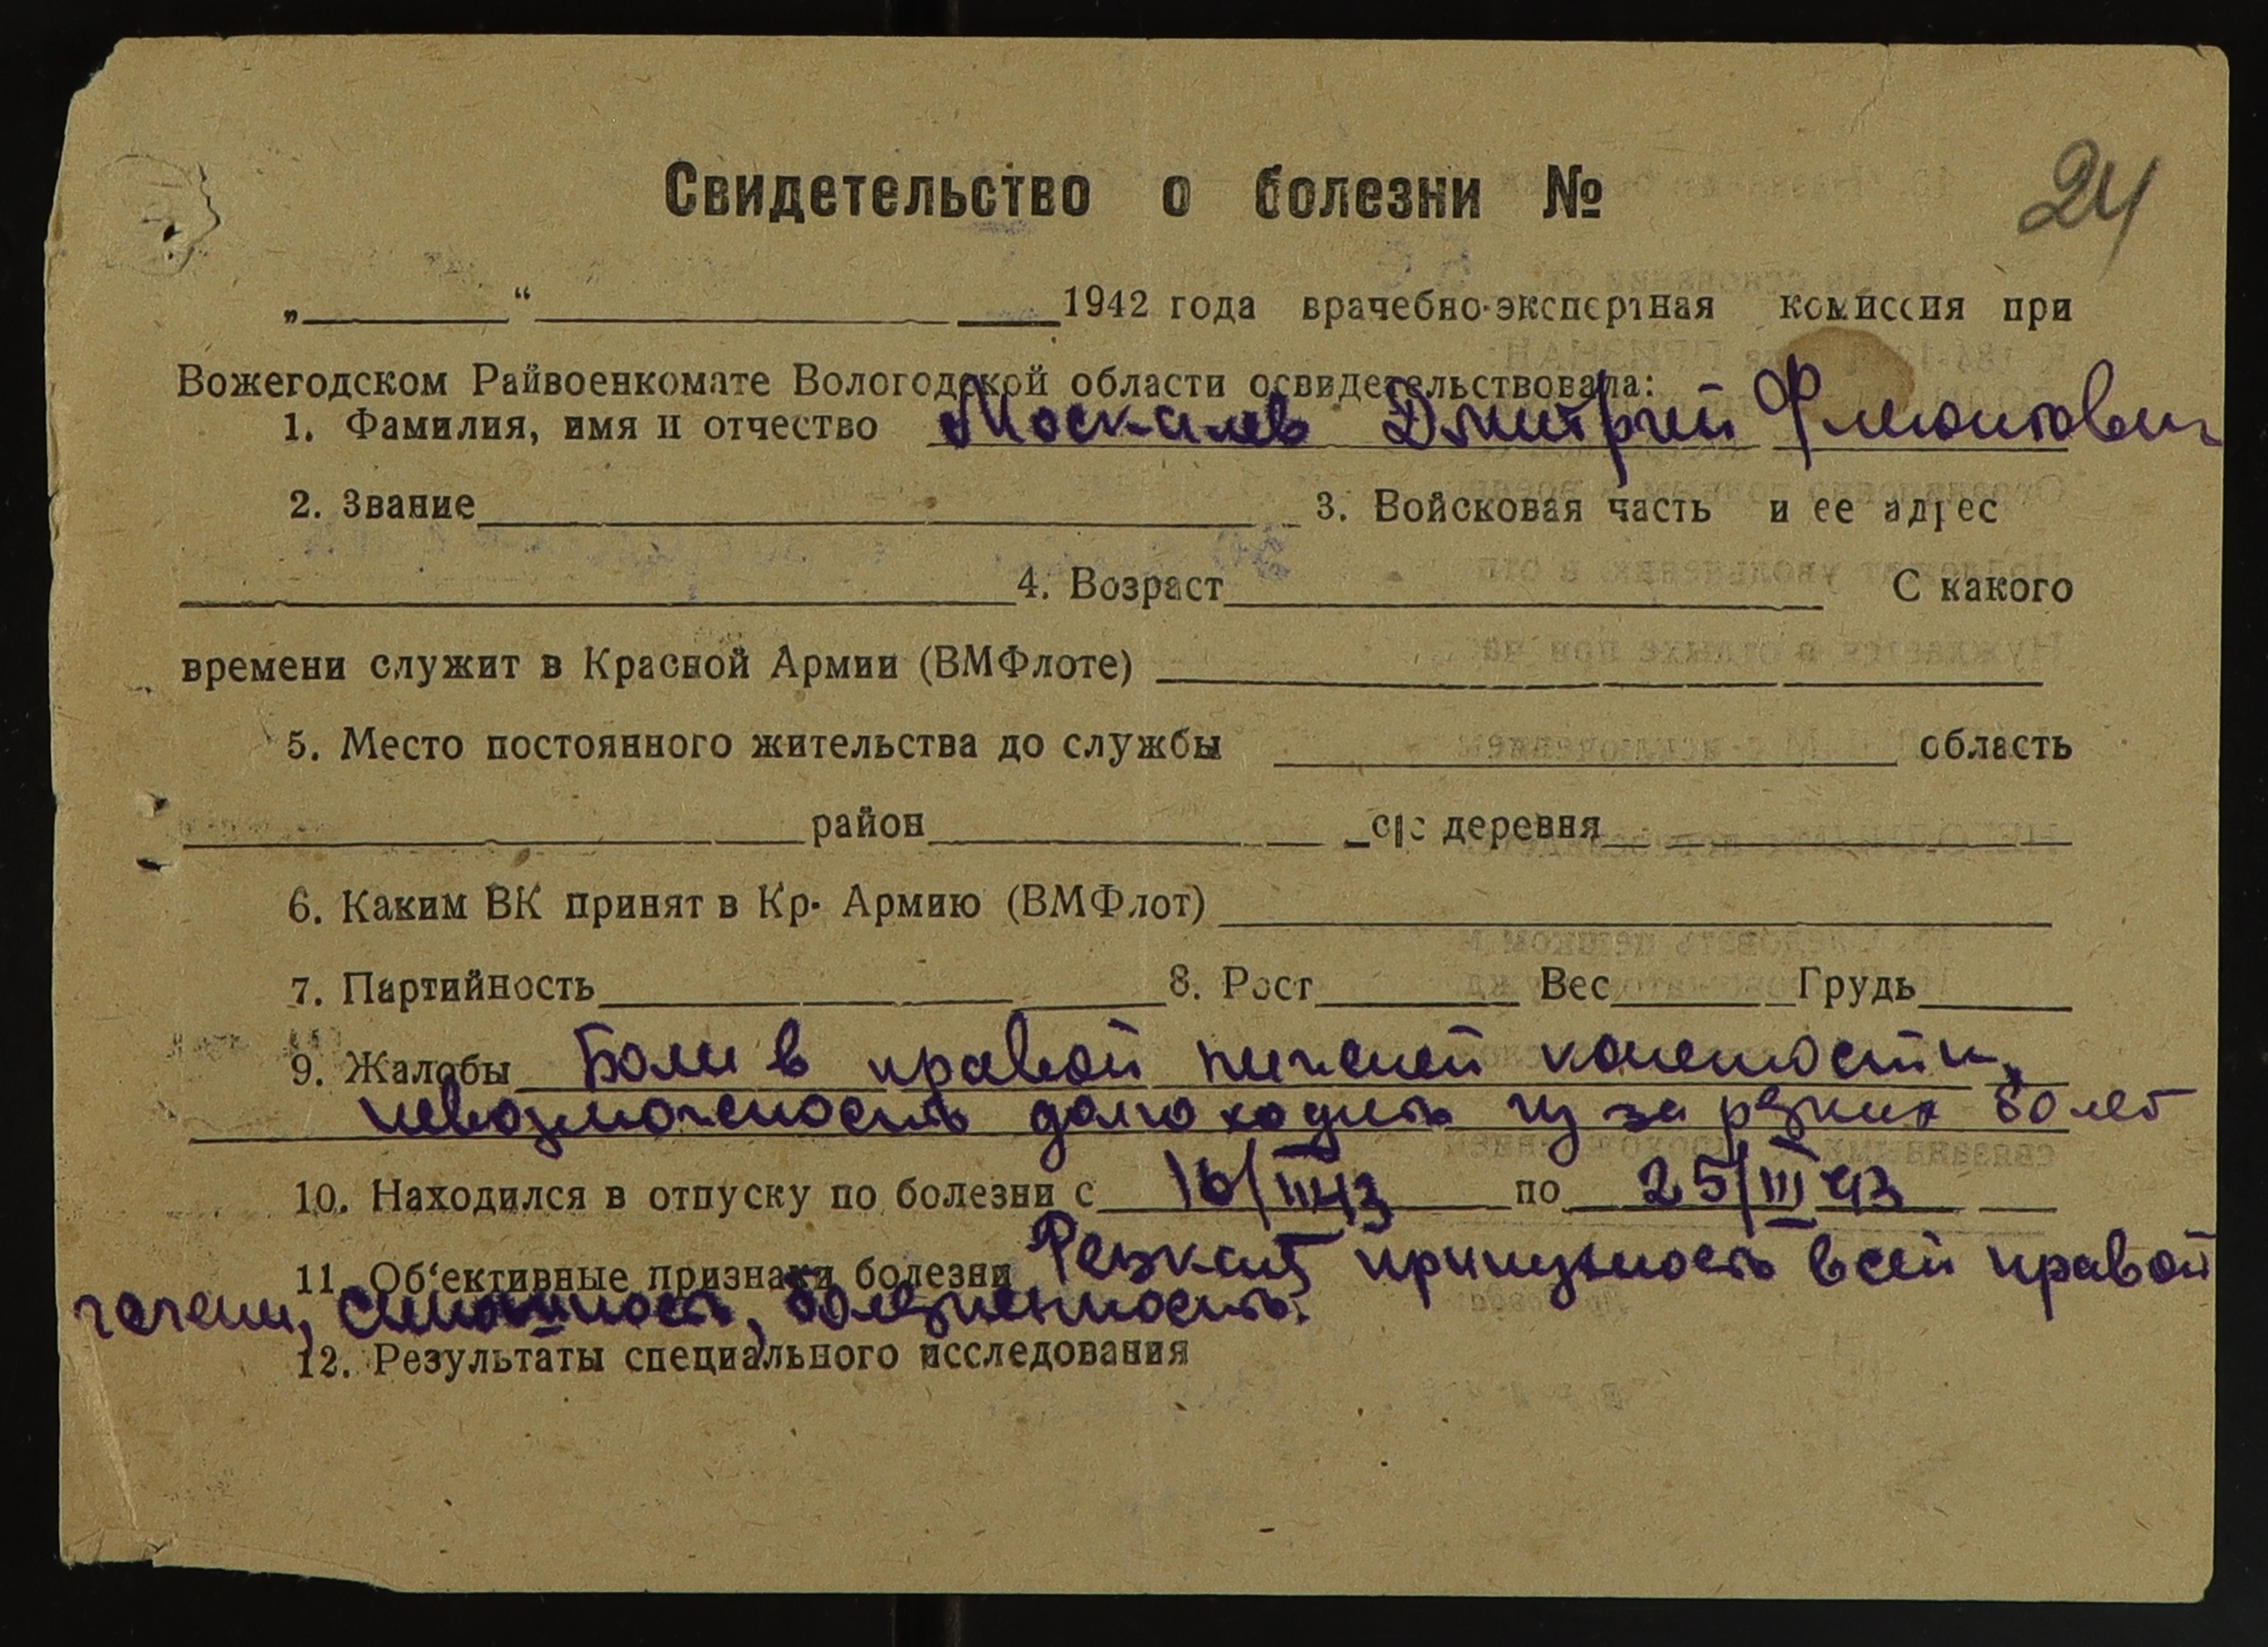 24
Свидетельство о болезни №
„ “ 1942 года врачебно-экспертная комиссия при
Вожегодском Райвоенкомате Вологодской области освидетельствовала:
1. Фамилия, имя и отчество Москалев Дмитрий
2. Звание 3. Войсковая часть и ее адрес
4. Возраст С какого
времени служит в Красной Армии (ВМФлоте)
5. Место постоянного жительства до службы область
район с|с деревня
6. Каким ВК принят в Кр. Армию (ВМФлот)
7. Партийность 8. Рост Вес Грудь
9. Жалобы Боли в правой нижней конечности,
невозможность долго ходить из за резких болей
10. Находился в отпуску по болезни с 16/III 43 по 25/III 43
11. Об'ективные признаки болезни Резкая припухлость всей правой
голени, болезненность.
12. Результаты специального исследования